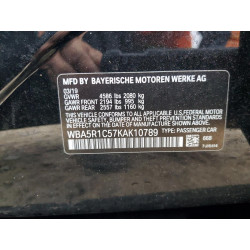 MFD BY BAYERISCHE MOTOREN WERKE AG
03/19
GVWR 4586 lbs 2080 kg
GAWR FRONT 2194 lbs 995 kg
GAWR REAR 2557 lbs 1160 kg
THIS VEHICLE CONFORMS TO ALL APPLICABLE U.S. FEDERAL MOTOR
VEHICLE SAFETY, BUMPER, AND THEFT PREVENTION STANDARDS
IN EFFECT ON THE DATE OF MANUFACTURE SHOWN ABOVE.
WBA5R1C57KAK10789 TYPE: PASSENGER CAR